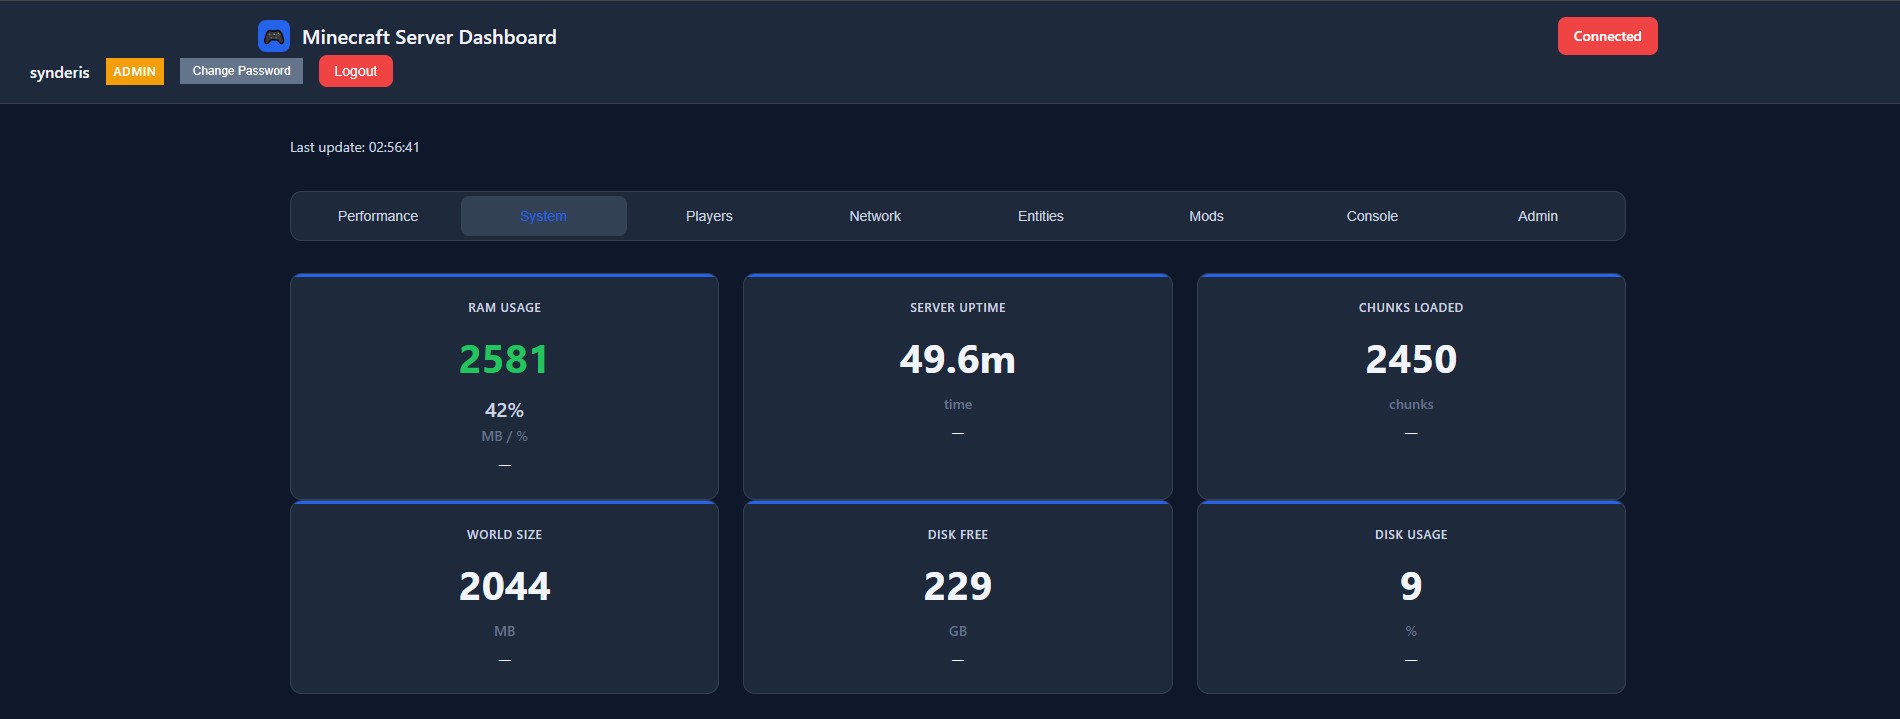 Minecraft Server Dashboard
Connected
synderis ADMIN Change Password Logout
Last update: 02:56:41
Performance System Players Network Entities Mods Console Admin
RAM USAGE
2581
42%
MB / %
—
SERVER UPTIME
49.6m
time
—
CHUNKS LOADED
2450
chunks
—
WORLD SIZE
2044
MB
—
DISK FREE
229
GB
—
DISK USAGE
9
%
—